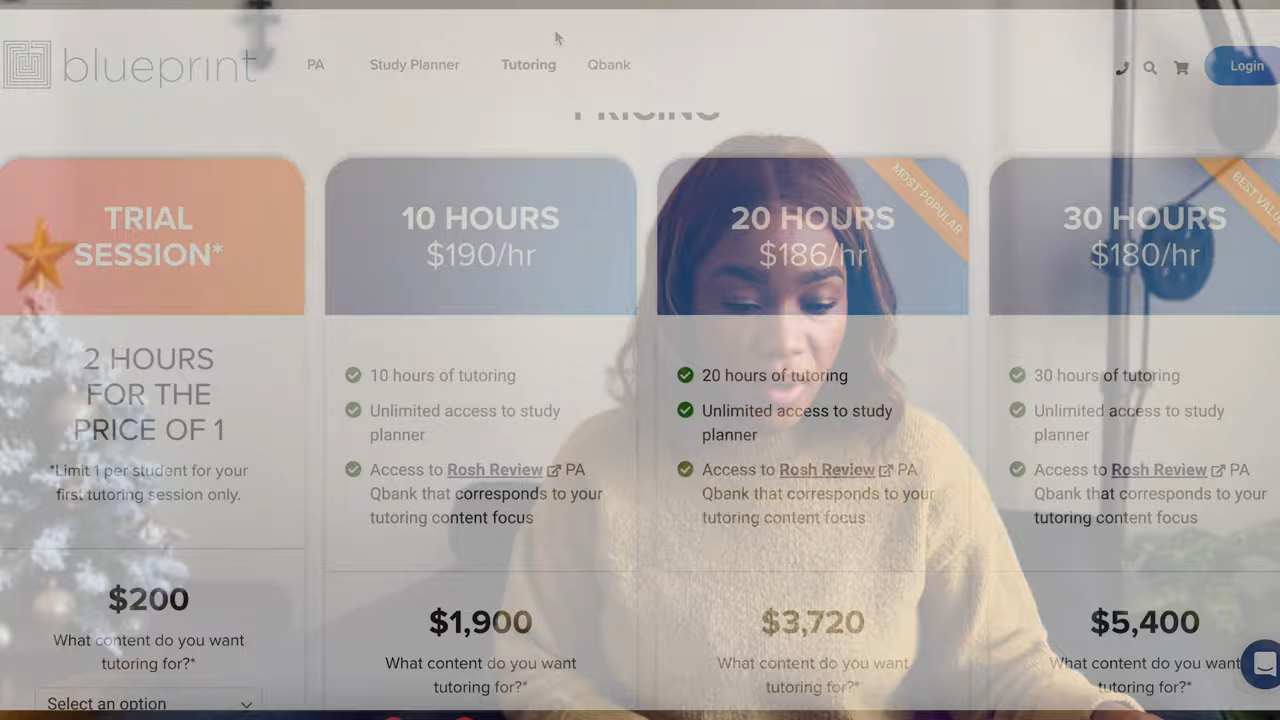 blueprint
PA
Study Planner
Tutoring
Qbank
Login
PRICING
TRIAL
SESSION*
2 HOURS
FOR THE
PRICE OF 1
*Limit 1 per student for your
first tutoring session only.
$200
What content do you want
tutoring for?*
Select an option
10 HOURS
$190/hr
10 hours of tutoring
Unlimited access to study
planner
Access to Rosh Review PA
Qbank that corresponds to your
tutoring content focus
$1,900
What content do you want
tutoring for?*
MOST POPULAR
20 HOURS
$186/hr
20 hours of tutoring
Unlimited access to study
planner
Access to Rosh Review PA
Qbank that corresponds to your
tutoring content focus
$3,720
What content do you want
tutoring for?*
BEST
30 HOURS
$180/hr
30 hours of tutoring
Unlimited access to study
planner
Access to Rosh Review PA
Qbank that corresponds to your
tutoring content focus
$5,400
What content do you want
tutoring for?*